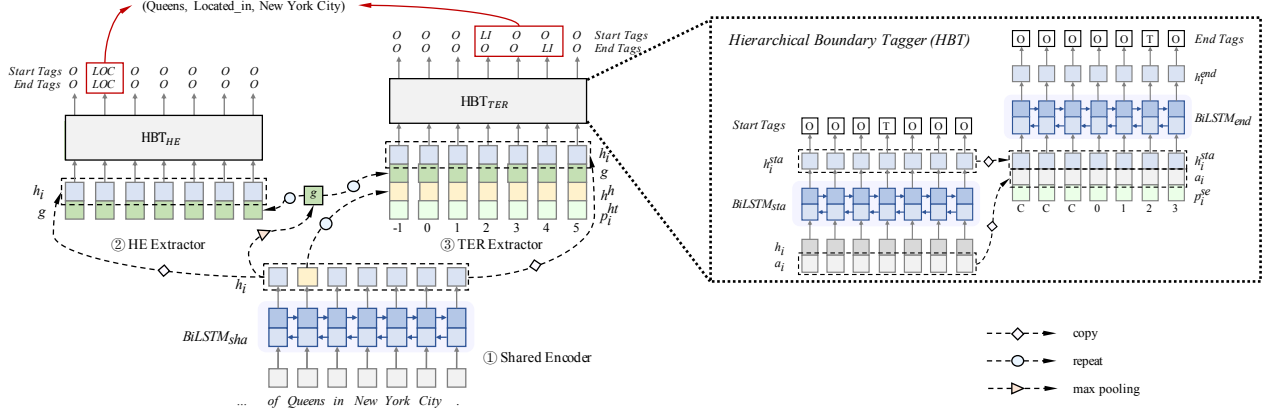 (Queens, Located_in, New York City)
Start Tags O LOC O O O O O
End Tags O LOC O O O O O
HBT_HE
h_i
g
② HE Extractor
O O O LI O O O
O O O O O LI O
Start Tags
End Tags
HBT_TER
h_i
g
h^h
p_i^ht
-1 0 1 2 3 4 5
③ TER Extractor
g
h_i
BiLSTM_sha
① Shared Encoder
... of Queens in New York City .
Hierarchical Boundary Tagger (HBT)
O O O O O T O End Tags
h_i^end
BiLSTM_end
Start Tags O O O T O O O
h_i^sta
BiLSTM_sta
h_i
a_i
h_i^sta
a_i
p_i^se
C C C 0 1 2 3
copy
repeat
max pooling